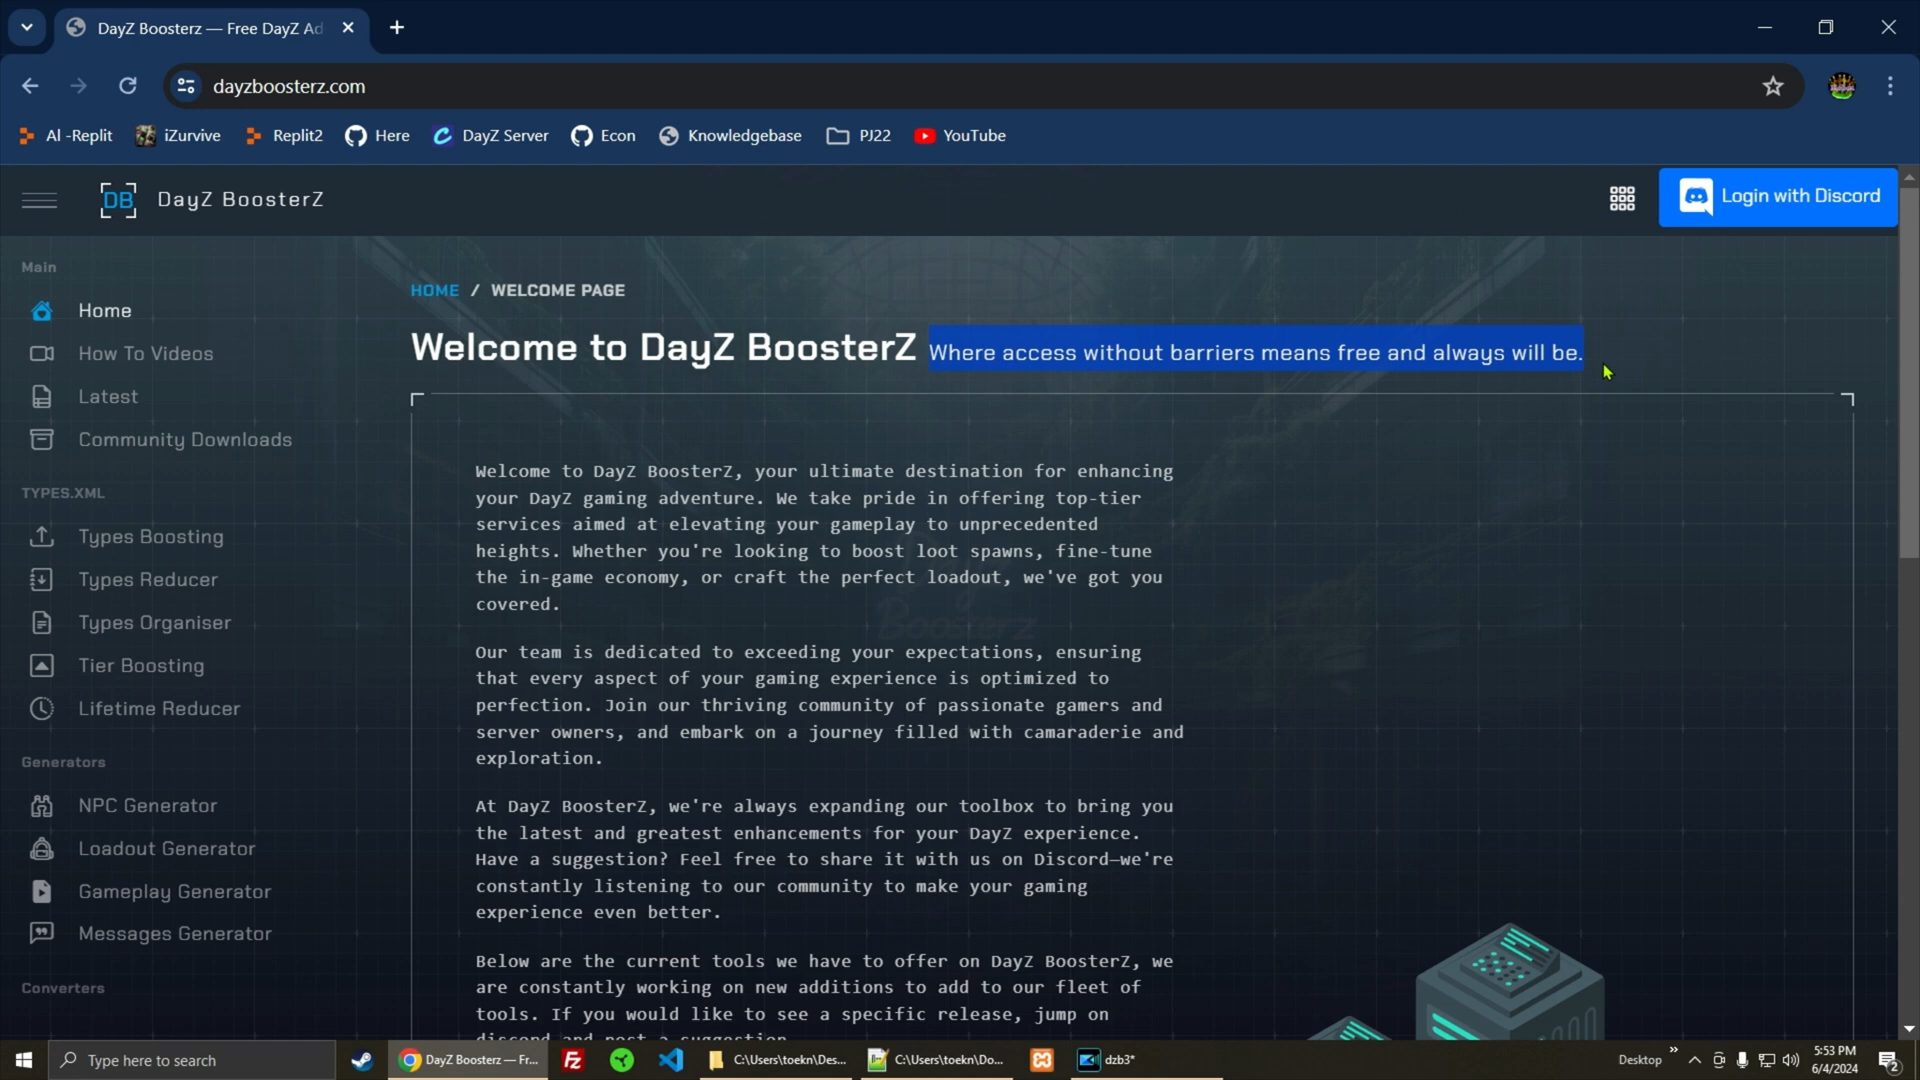 DayZ Boosterz — Free DayZ Ad
dayzboosterz.com
AI -Replit
iZurvive
Replit2
Here
DayZ Server
Econ
Knowledgebase
PJ22
YouTube
DB
DayZ BoosterZ
Login with Discord
Main
Home
How To Videos
Latest
Community Downloads
TYPES.XML
Types Boosting
Types Reducer
Types Organiser
Tier Boosting
Lifetime Reducer
Generators
NPC Generator
Loadout Generator
Gameplay Generator
Messages Generator
Converters
HOME / WELCOME PAGE
Welcome to DayZ BoosterZ Where access without barriers means free and always will be.
Welcome to DayZ BoosterZ, your ultimate destination for enhancing
your DayZ gaming adventure. We take pride in offering top-tier
services aimed at elevating your gameplay to unprecedented
heights. Whether you're looking to boost loot spawns, fine-tune
the in-game economy, or craft the perfect loadout, we've got you
covered.
Our team is dedicated to exceeding your expectations, ensuring
that every aspect of your gaming experience is optimized to
perfection. Join our thriving community of passionate gamers and
server owners, and embark on a journey filled with camaraderie and
exploration.
At DayZ BoosterZ, we're always expanding our toolbox to bring you
the latest and greatest enhancements for your DayZ experience.
Have a suggestion? Feel free to share it with us on Discord—we're
constantly listening to our community to make your gaming
experience even better.
Below are the current tools we have to offer on DayZ BoosterZ, we
are constantly working on new additions to add to our fleet of
tools. If you would like to see a specific release, jump on
discord and post a suggestion.
Type here to search
DayZ Boosterz — Fr...
Fz
C:\Users\toekn\Des...
C:\Users\toekn\Do...
dzb3*
Desktop
5:53 PM
6/4/2024
2